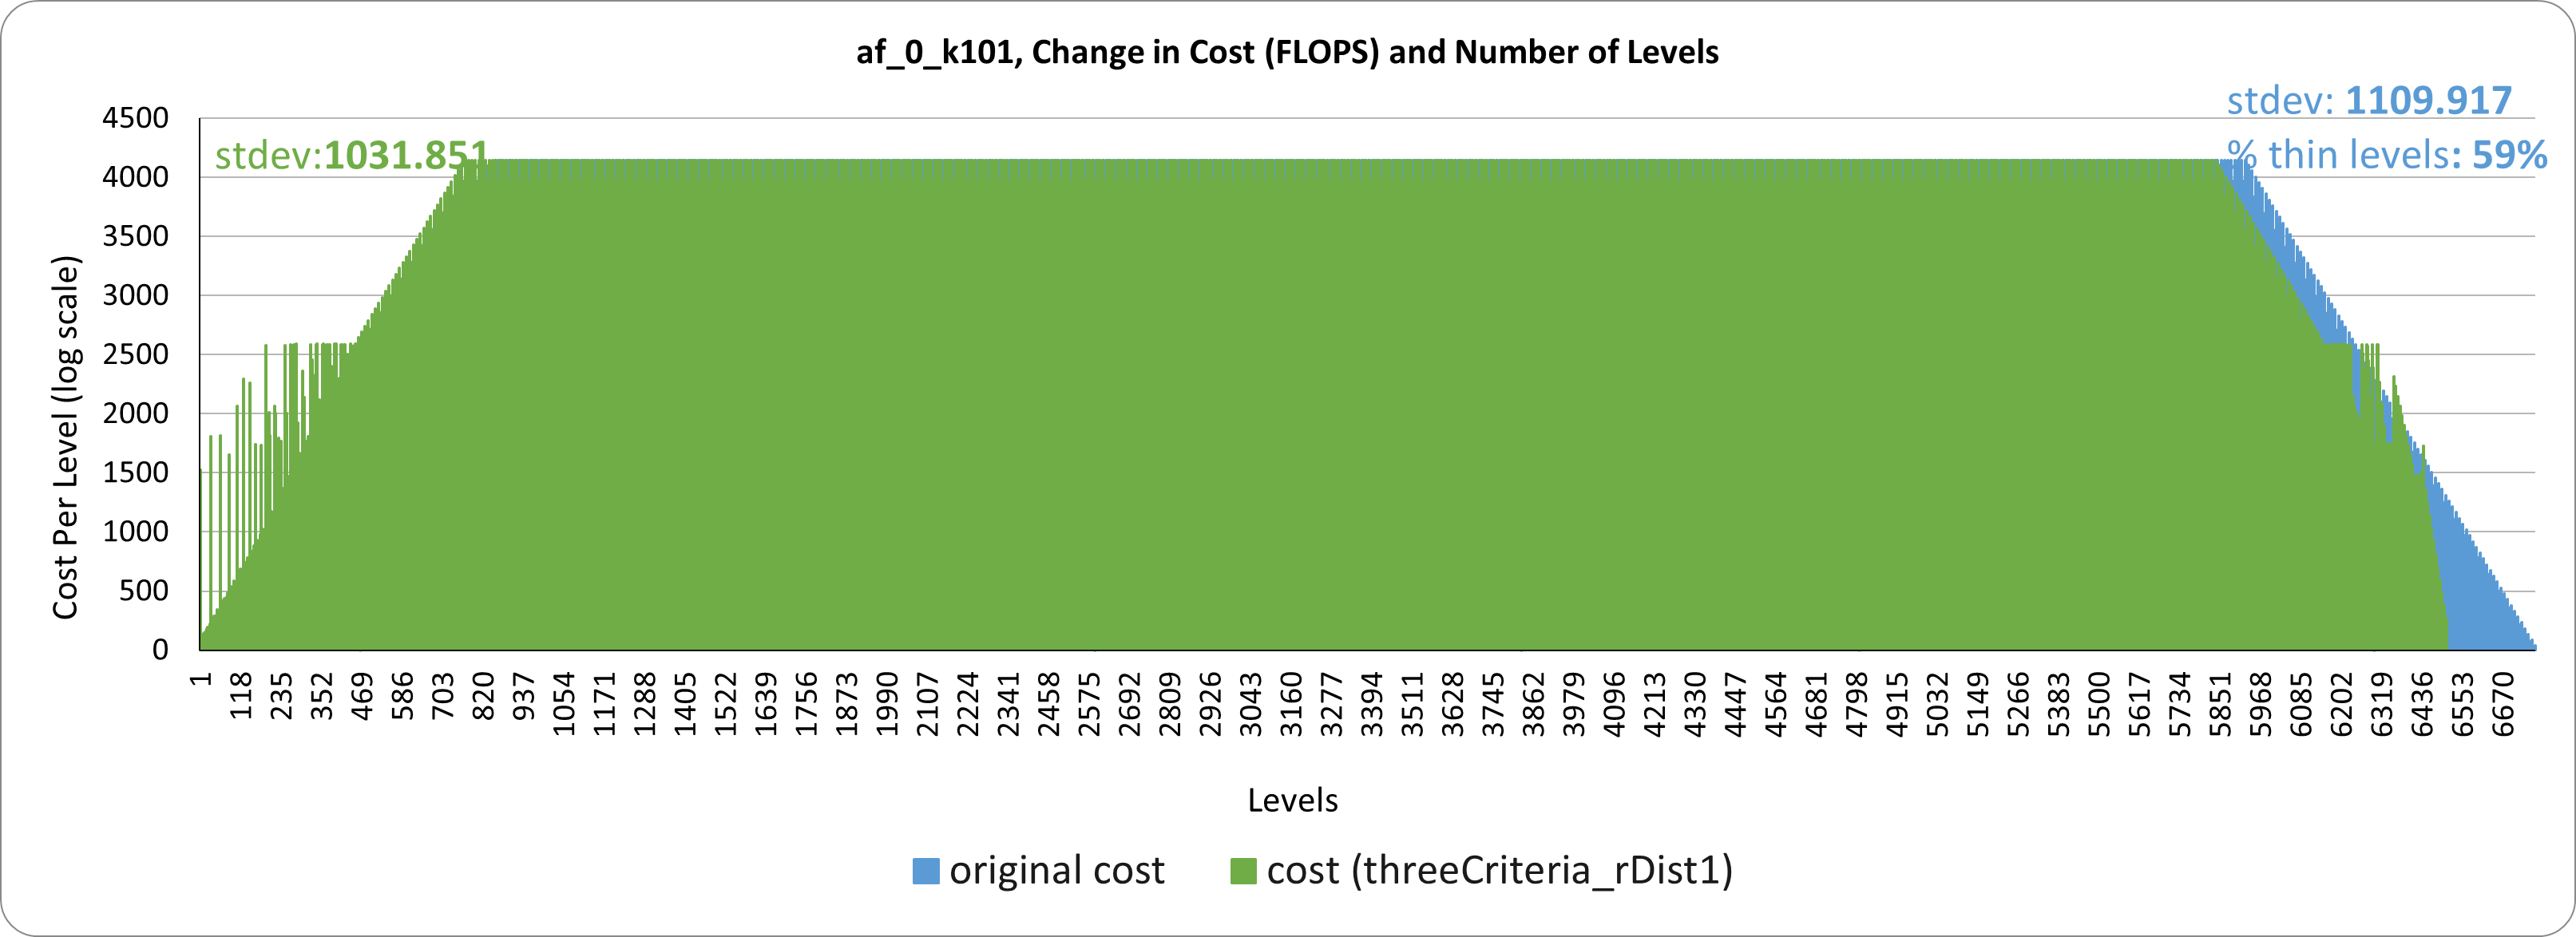 af_0_k101, Change in Cost (FLOPS) and Number of Levels
stdev: 1109.917
% thin levels: 59%
stdev:1031.851
Cost Per Level (log scale)
4500
4000
3500
3000
2500
2000
1500
1000
500
0
1 118 235 352 469 586 703 820 937 1054 1171 1288 1405 1522 1639 1756 1873 1990 2107 2224 2341 2458 2575 2692 2809 2926 3043 3160 3277 3394 3511 3628 3745 3862 3979 4096 4213 4330 4447 4564 4681 4798 4915 5032 5149 5266 5383 5500 5617 5734 5851 5968 6085 6202 6319 6436 6553 6670
Levels
original cost
cost (threeCriteria_rDist1)